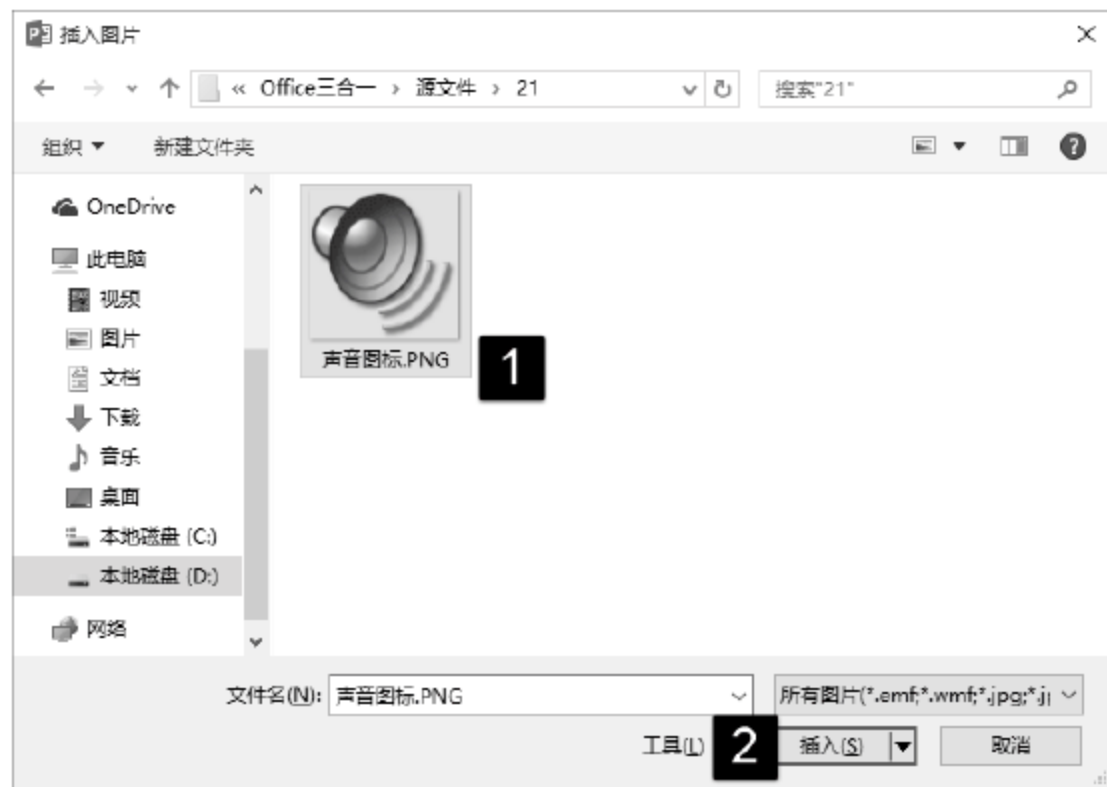 插入图片
« Office三合一 › 源文件 › 21
搜索"21"
组织 新建文件夹
OneDrive
此电脑
视频
图片
文档
下载
音乐
桌面
本地磁盘 (C:)
本地磁盘 (D:)
网络
声音图标.PNG
1
文件名(N): 声音图标.PNG
所有图片(*.emf;*.wmf;*.jpg;*.j
工具(L) 2 插入(S) 取消